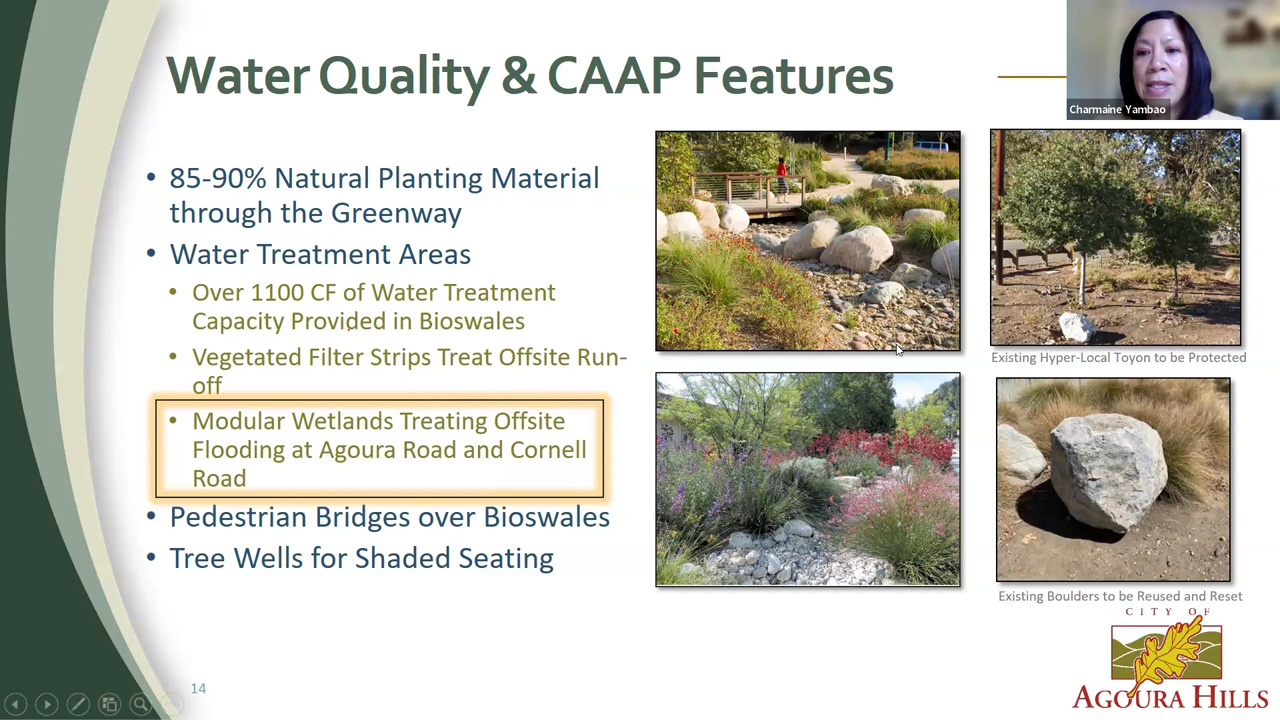 Water Quality & CAAP Features
Charmaine Yambao
• 85-90% Natural Planting Material
through the Greenway
• Water Treatment Areas
• Over 1100 CF of Water Treatment
Capacity Provided in Bioswales
• Vegetated Filter Strips Treat Offsite Run-
off
• Modular Wetlands Treating Offsite
Flooding at Agoura Road and Cornell
Road
• Pedestrian Bridges over Bioswales
• Tree Wells for Shaded Seating
Existing Hyper-Local Toyon to be Protected
Existing Boulders to be Reused and Reset
CITY OF
AGOURA HILLS
14